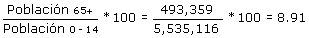 Población 65+ / Población 0 - 14 * 100 = 493,359 / 5,535,116 * 100 = 8.91